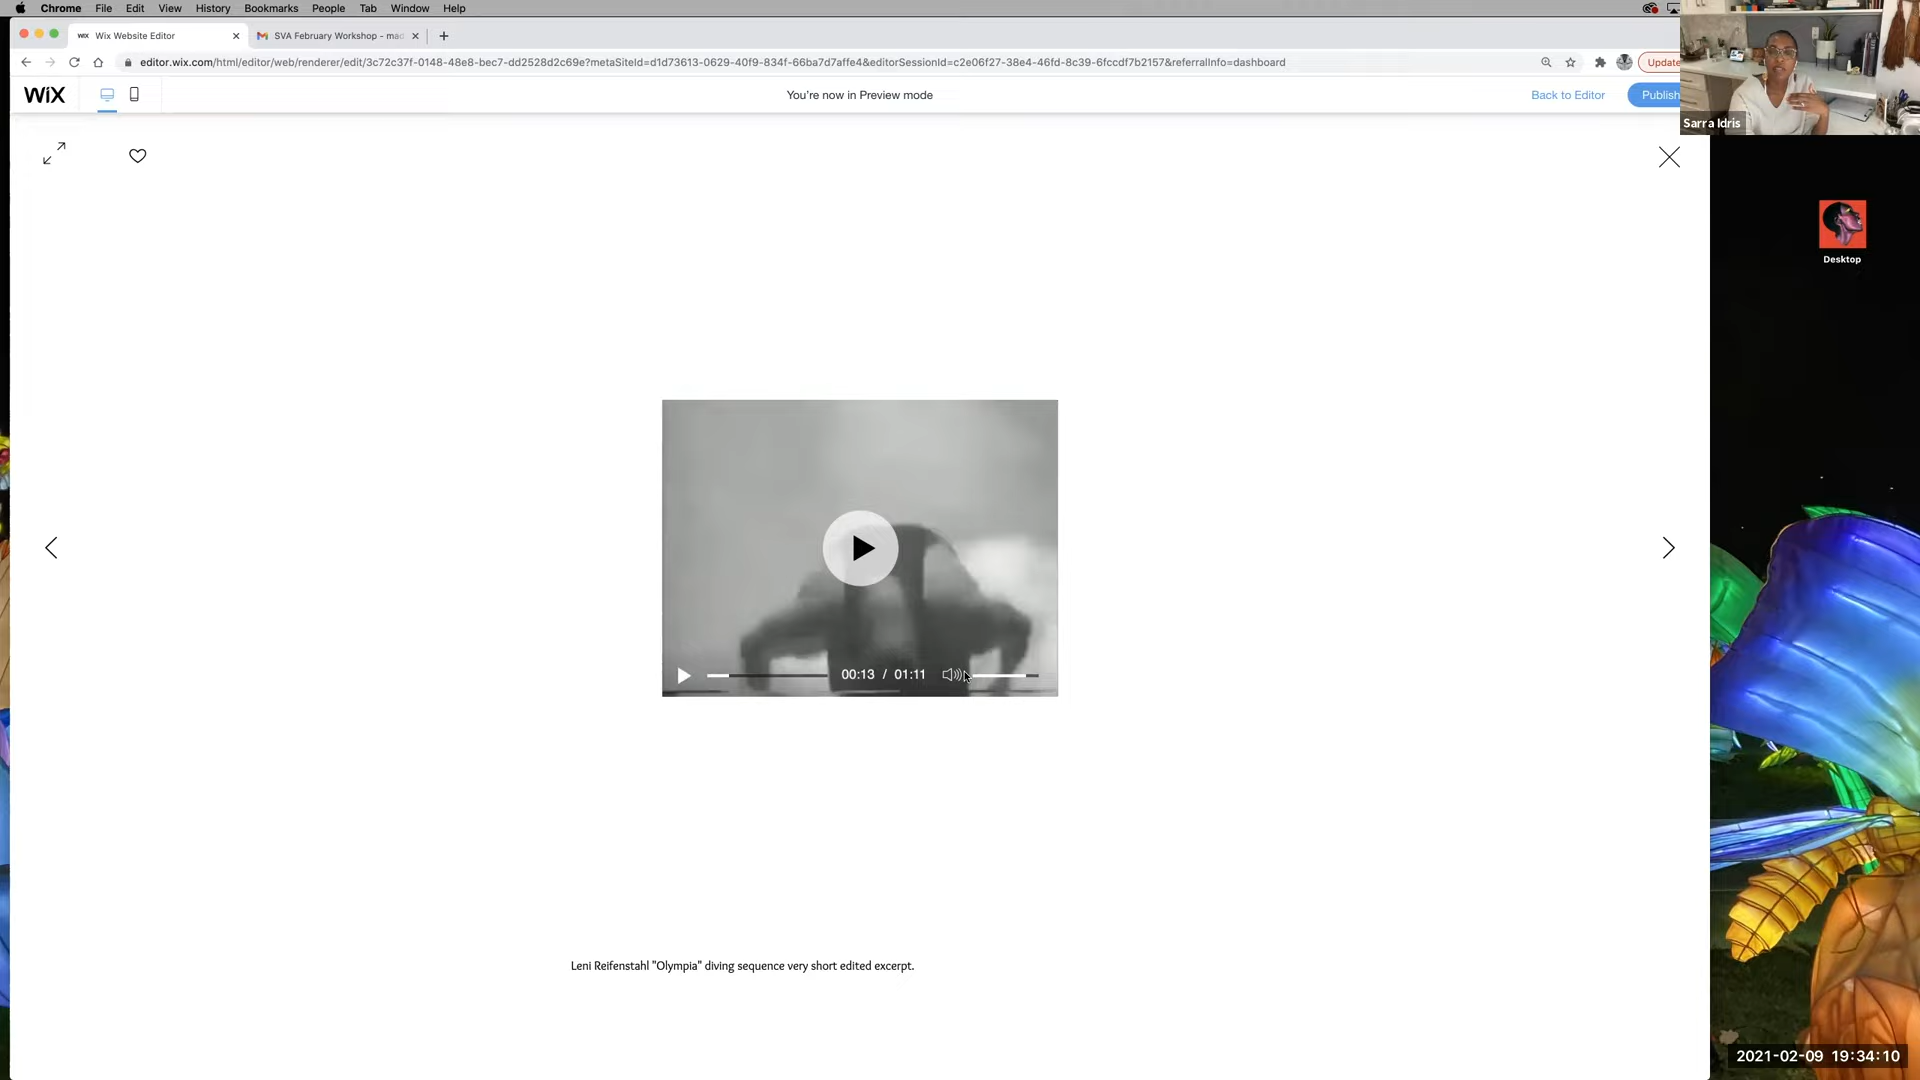 Chrome File Edit View History Bookmarks People Tab Window Help
Wix Website Editor
SVA February Workshop - mad
editor.wix.com/html/editor/web/renderer/edit/3c72c37f-0148-48e8-bec7-dd2528d2c69e?metaSiteId=d1d73613-0629-40f9-834f-66ba7d7affe4&editorSessionId=c2e06f27-38e4-46fd-8c39-6fccdf7b2157&referralInfo=dashboard
Update
WiX
You're now in Preview mode
Back to Editor
Publish
Sarra Idris
Desktop
00:13 / 01:11
Leni Reifenstahl "Olympia" diving sequence very short edited excerpt.
2021-02-09 19:34:10